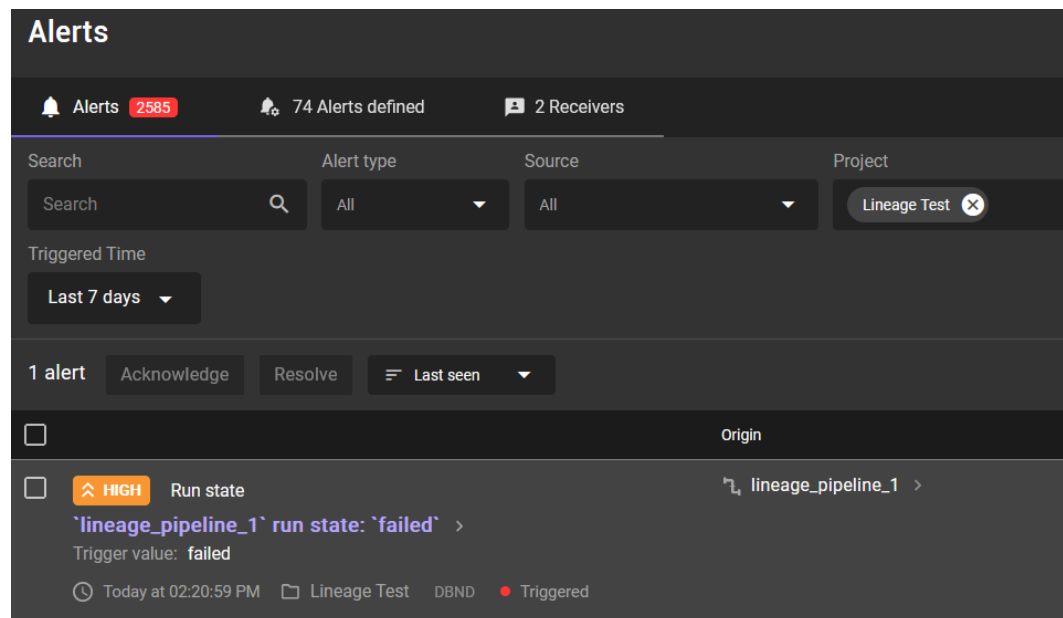 Alerts
Alerts 2585 74 Alerts defined 2 Receivers
Search Alert type Source Project
Search All All Lineage Test
Triggered Time
Last 7 days
1 alert Acknowledge Resolve Last seen
Origin
HIGH Run state lineage_pipeline_1
`lineage_pipeline_1` run state: `failed`
Trigger value: failed
Today at 02:20:59 PM Lineage Test DBND Triggered